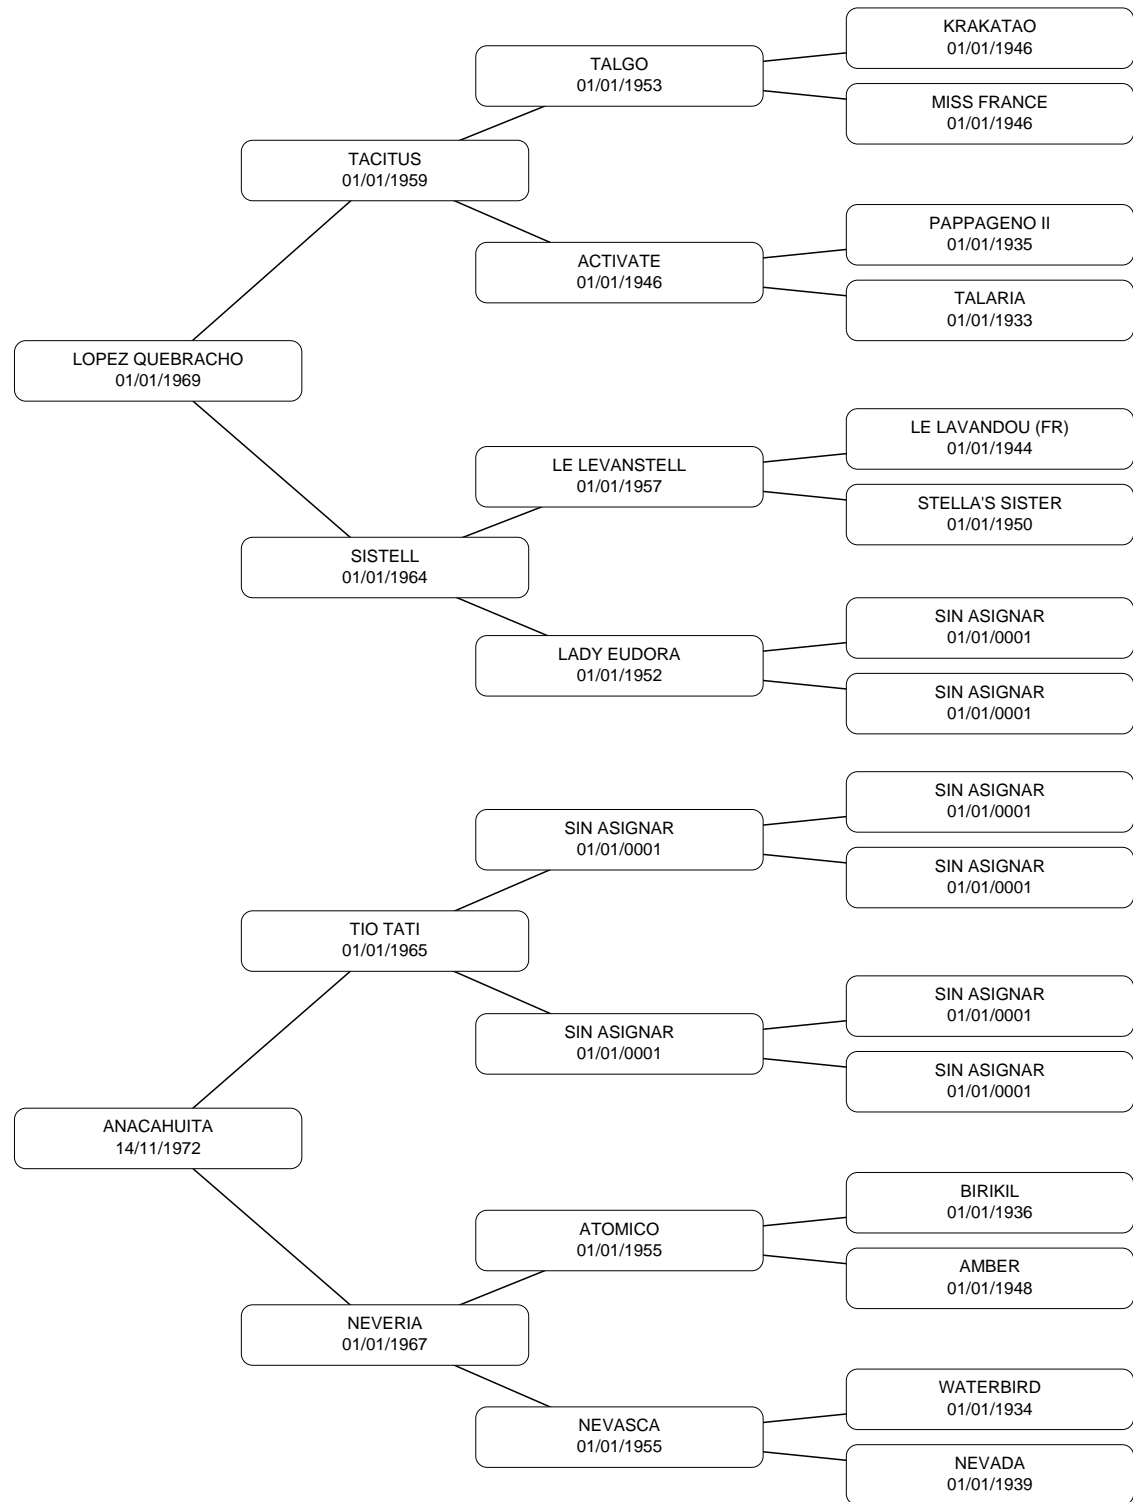 KRAKATAO
01/01/1946
TALGO
01/01/1953
MISS FRANCE
01/01/1946
TACITUS
01/01/1959
PAPPAGENO II
01/01/1935
ACTIVATE
01/01/1946
TALARIA
01/01/1933
LOPEZ QUEBRACHO
01/01/1969
LE LAVANDOU (FR)
01/01/1944
LE LEVANSTELL
01/01/1957
STELLA'S SISTER
01/01/1950
SISTELL
01/01/1964
SIN ASIGNAR
01/01/0001
LADY EUDORA
01/01/1952
SIN ASIGNAR
01/01/0001
SIN ASIGNAR
01/01/0001
SIN ASIGNAR
01/01/0001
SIN ASIGNAR
01/01/0001
TIO TATI
01/01/1965
SIN ASIGNAR
01/01/0001
SIN ASIGNAR
01/01/0001
SIN ASIGNAR
01/01/0001
ANACAHUITA
14/11/1972
BIRIKIL
01/01/1936
ATOMICO
01/01/1955
AMBER
01/01/1948
NEVERIA
01/01/1967
WATERBIRD
01/01/1934
NEVASCA
01/01/1955
NEVADA
01/01/1939